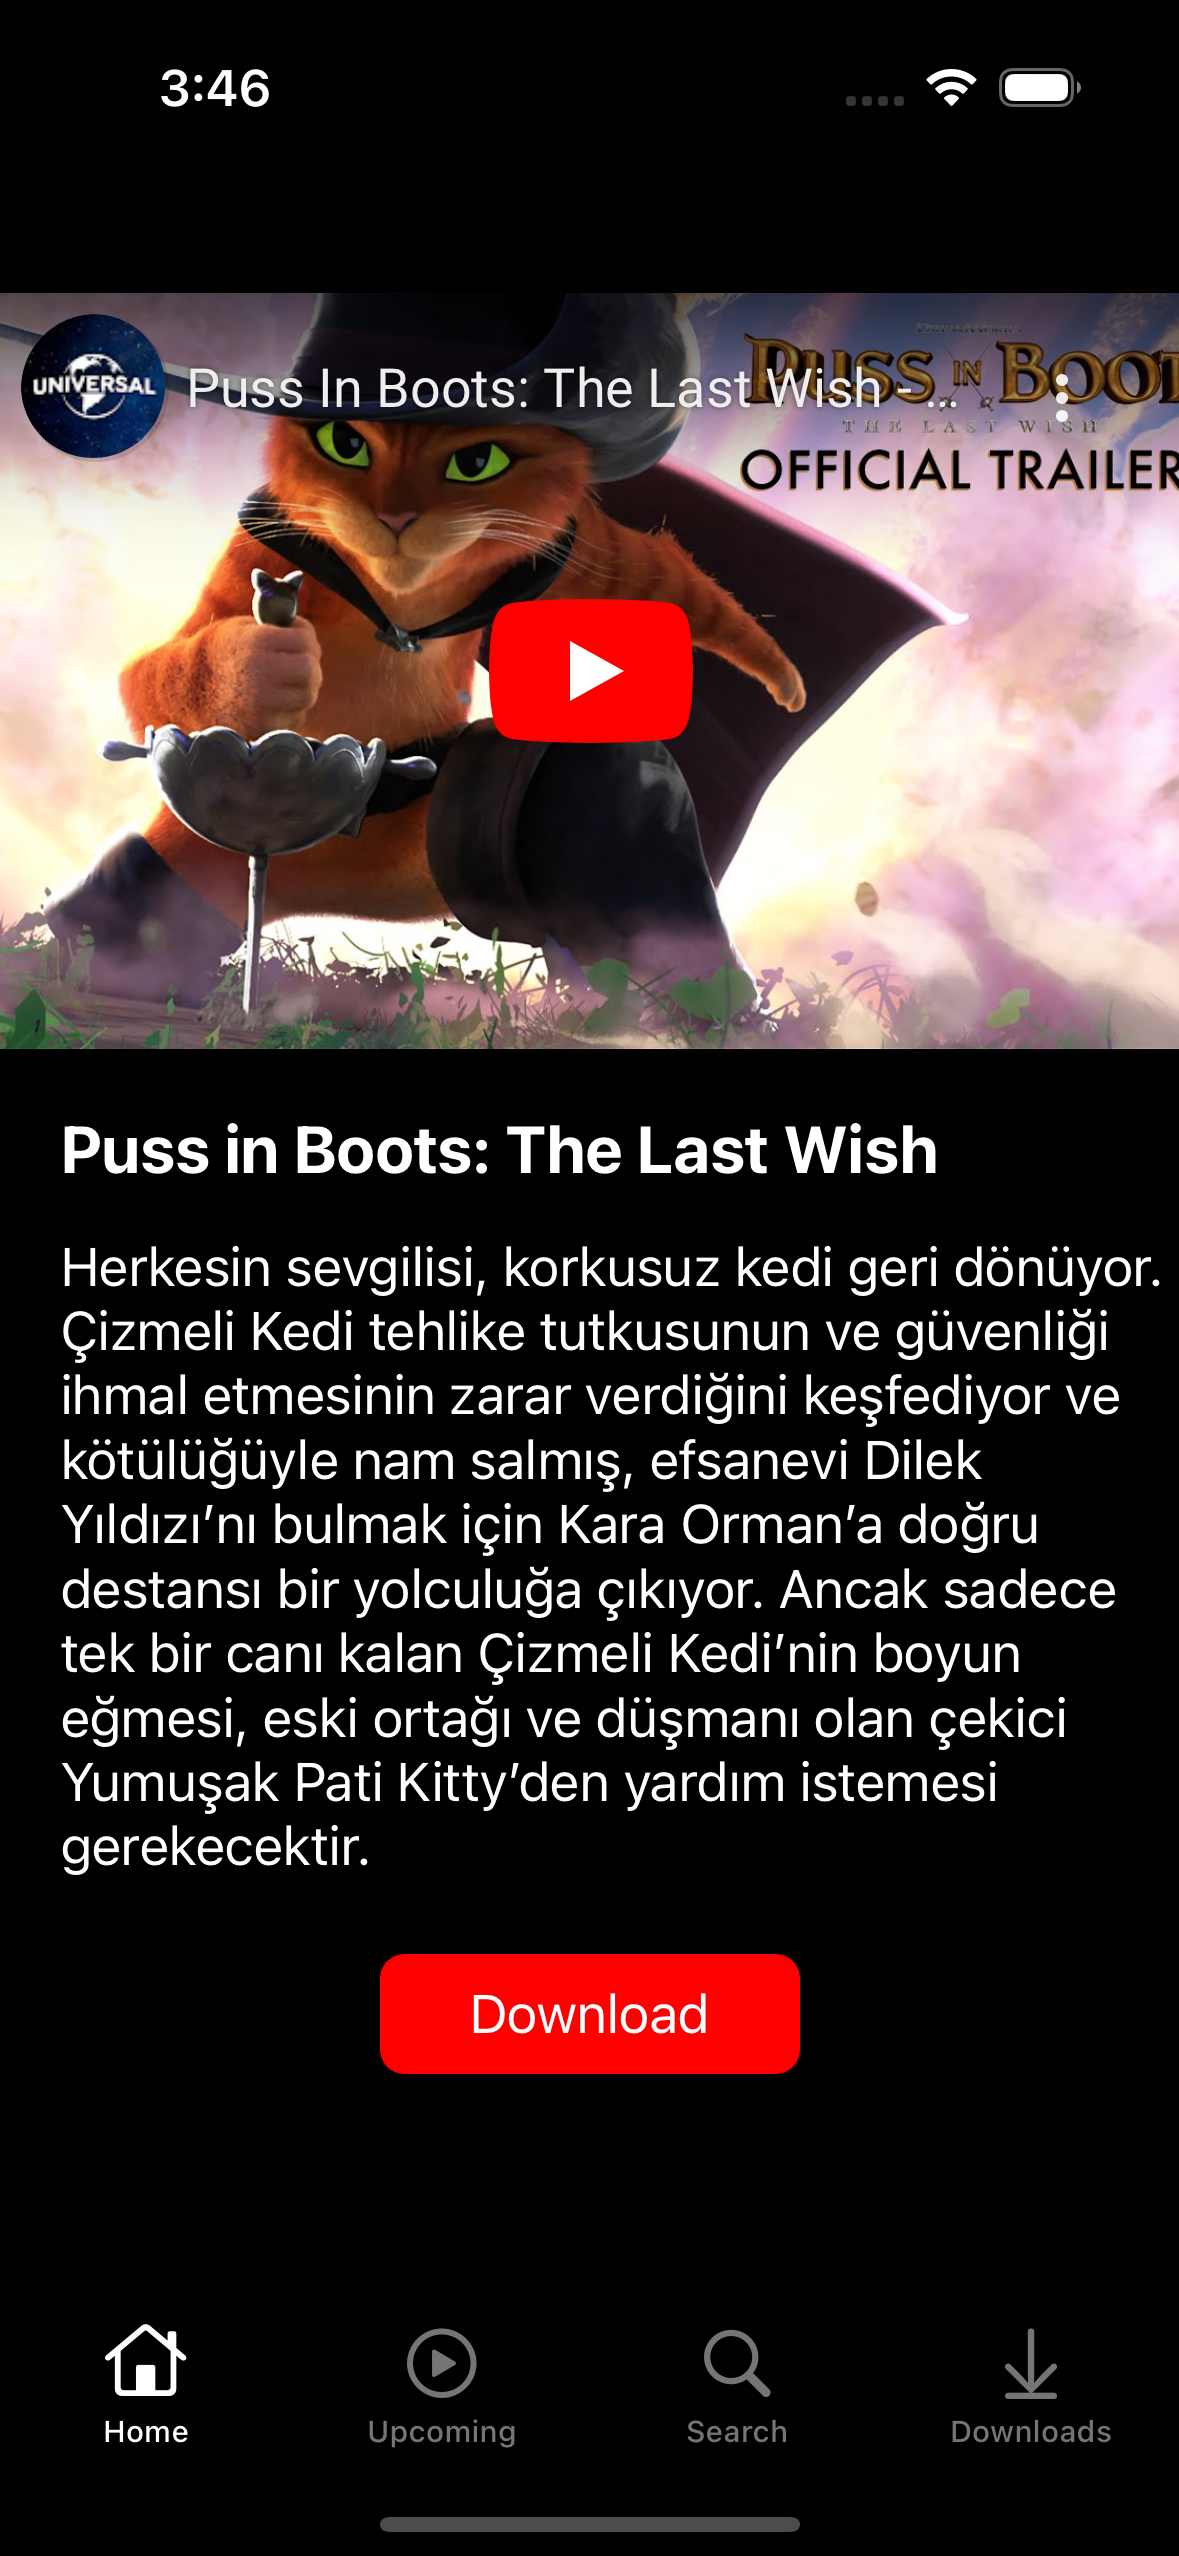 3:46
UNIVERSAL
Puss In Boots: The Last Wish - ...
PUSS IN BOOT
THE LAST WISH
OFFICIAL TRAILER
Puss in Boots: The Last Wish
Herkesin sevgilisi, korkusuz kedi geri dönüyor.
Çizmeli Kedi tehlike tutkusunun ve güvenliği
ihmal etmesinin zarar verdiğini keşfediyor ve
kötülüğüyle nam salmış, efsanevi Dilek
Yıldızı’nı bulmak için Kara Orman’a doğru
destansı bir yolculuğa çıkıyor. Ancak sadece
tek bir canı kalan Çizmeli Kedi’nin boyun
eğmesi, eski ortağı ve düşmanı olan çekici
Yumuşak Pati Kitty’den yardım istemesi
gerekecektir.
Download
Home
Upcoming
Search
Downloads